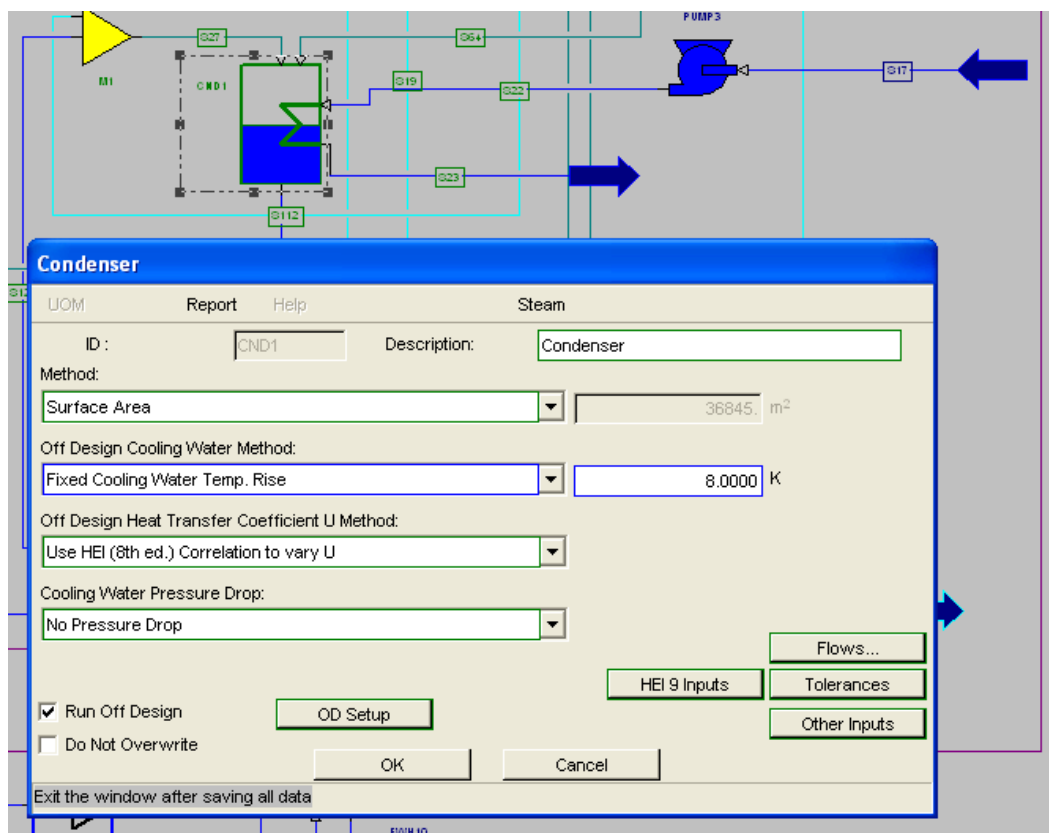 PUMP3
S27
S64
M1
CND1
S19
S22
S17
S23
S112
Condenser
UOM Report Help Steam
ID : CND1 Description: Condenser
Method:
Surface Area 36845. m2
Off Design Cooling Water Method:
Fixed Cooling Water Temp. Rise 8.0000 K
Off Design Heat Transfer Coefficient U Method:
Use HEI (8th ed.) Correlation to vary U
Cooling Water Pressure Drop:
No Pressure Drop
Flows...
HEI 9 Inputs Tolerances
Run Off Design OD Setup Other Inputs
Do Not Overwrite
OK Cancel
Exit the window after saving all data